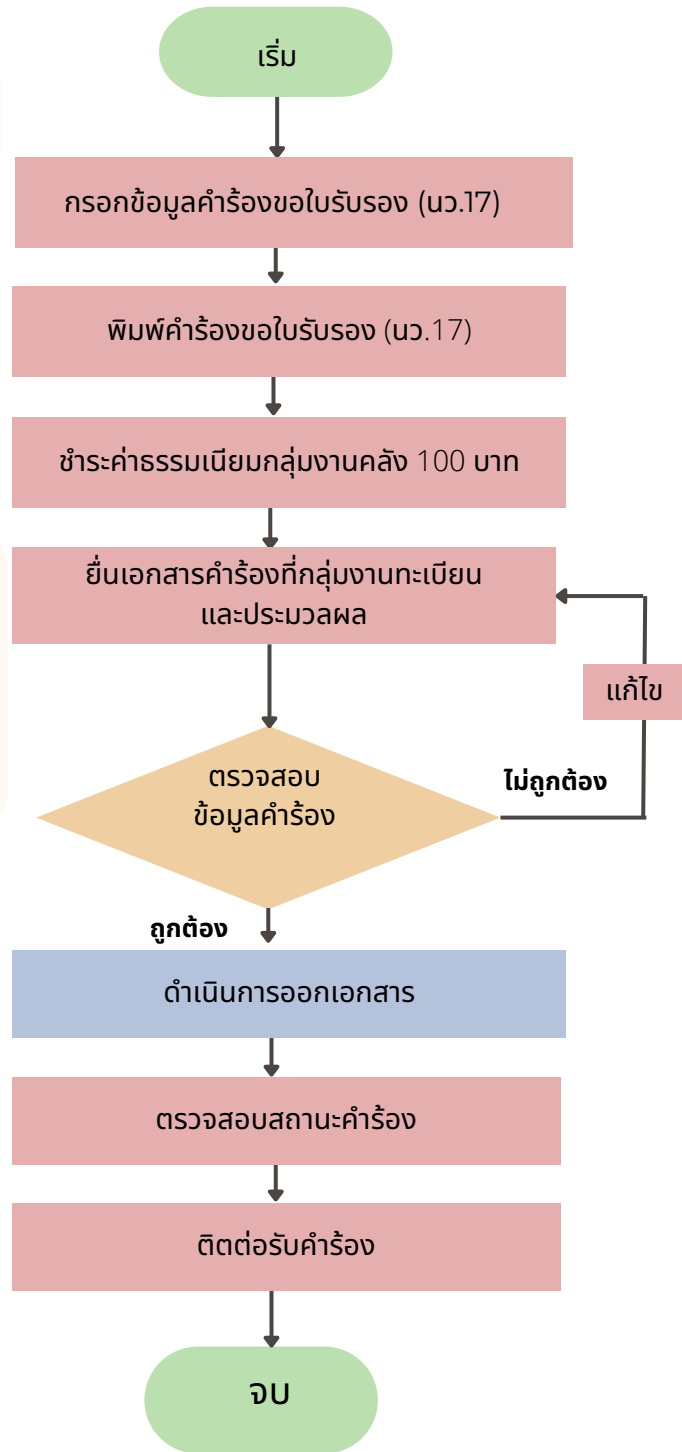 เริ่ม
กรอกข้อมูลคำร้องขอใบรับรอง (นว.17)
พิมพ์คำร้องขอใบรับรอง (นว.17)
ชำระค่าธรรมเนียมกลุ่มงานคลัง 100 บาท
ยื่นเอกสารคำร้องที่กลุ่มงานทะเบียน
และประมวลผล
แก้ไข
ตรวจสอบ
ข้อมูลคำร้อง
ไม่ถูกต้อง
ถูกต้อง
ดำเนินการออกเอกสาร
ตรวจสอบสถานะคำร้อง
ติตต่อรับคำร้อง
จบ